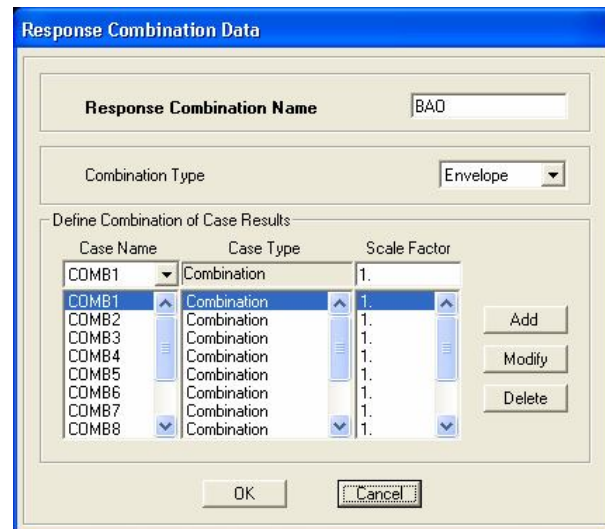 Response Combination Data
Response Combination Name BAO
Combination Type Envelope
Define Combination of Case Results
Case Name Case Type Scale Factor
COMB1 Combination 1.
COMB1 Combination 1.
COMB2 Combination 1.
COMB3 Combination 1.
COMB4 Combination 1.
COMB5 Combination 1.
COMB6 Combination 1.
COMB7 Combination 1.
COMB8 Combination 1.
Add
Modify
Delete
OK Cancel